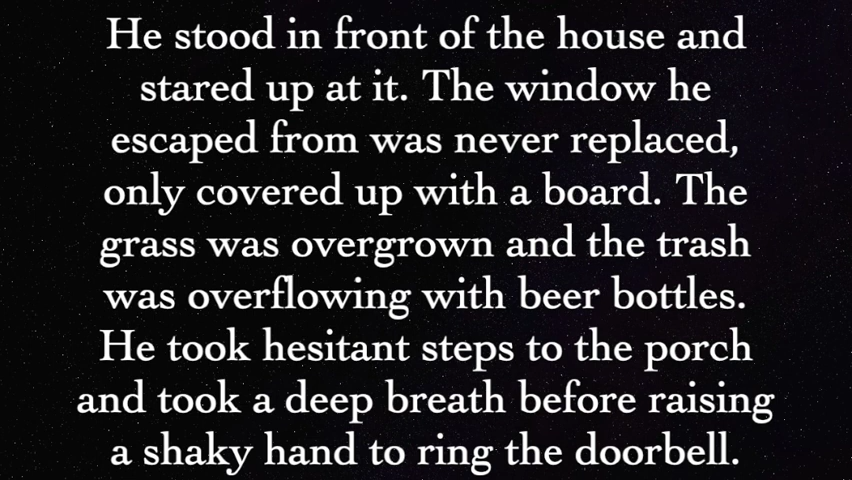 He stood in front of the house and
stared up at it. The window he
escaped from was never replaced,
only covered up with a board. The
grass was overgrown and the trash
was overflowing with beer bottles.
He took hesitant steps to the porch
and took a deep breath before raising
a shaky hand to ring the doorbell.